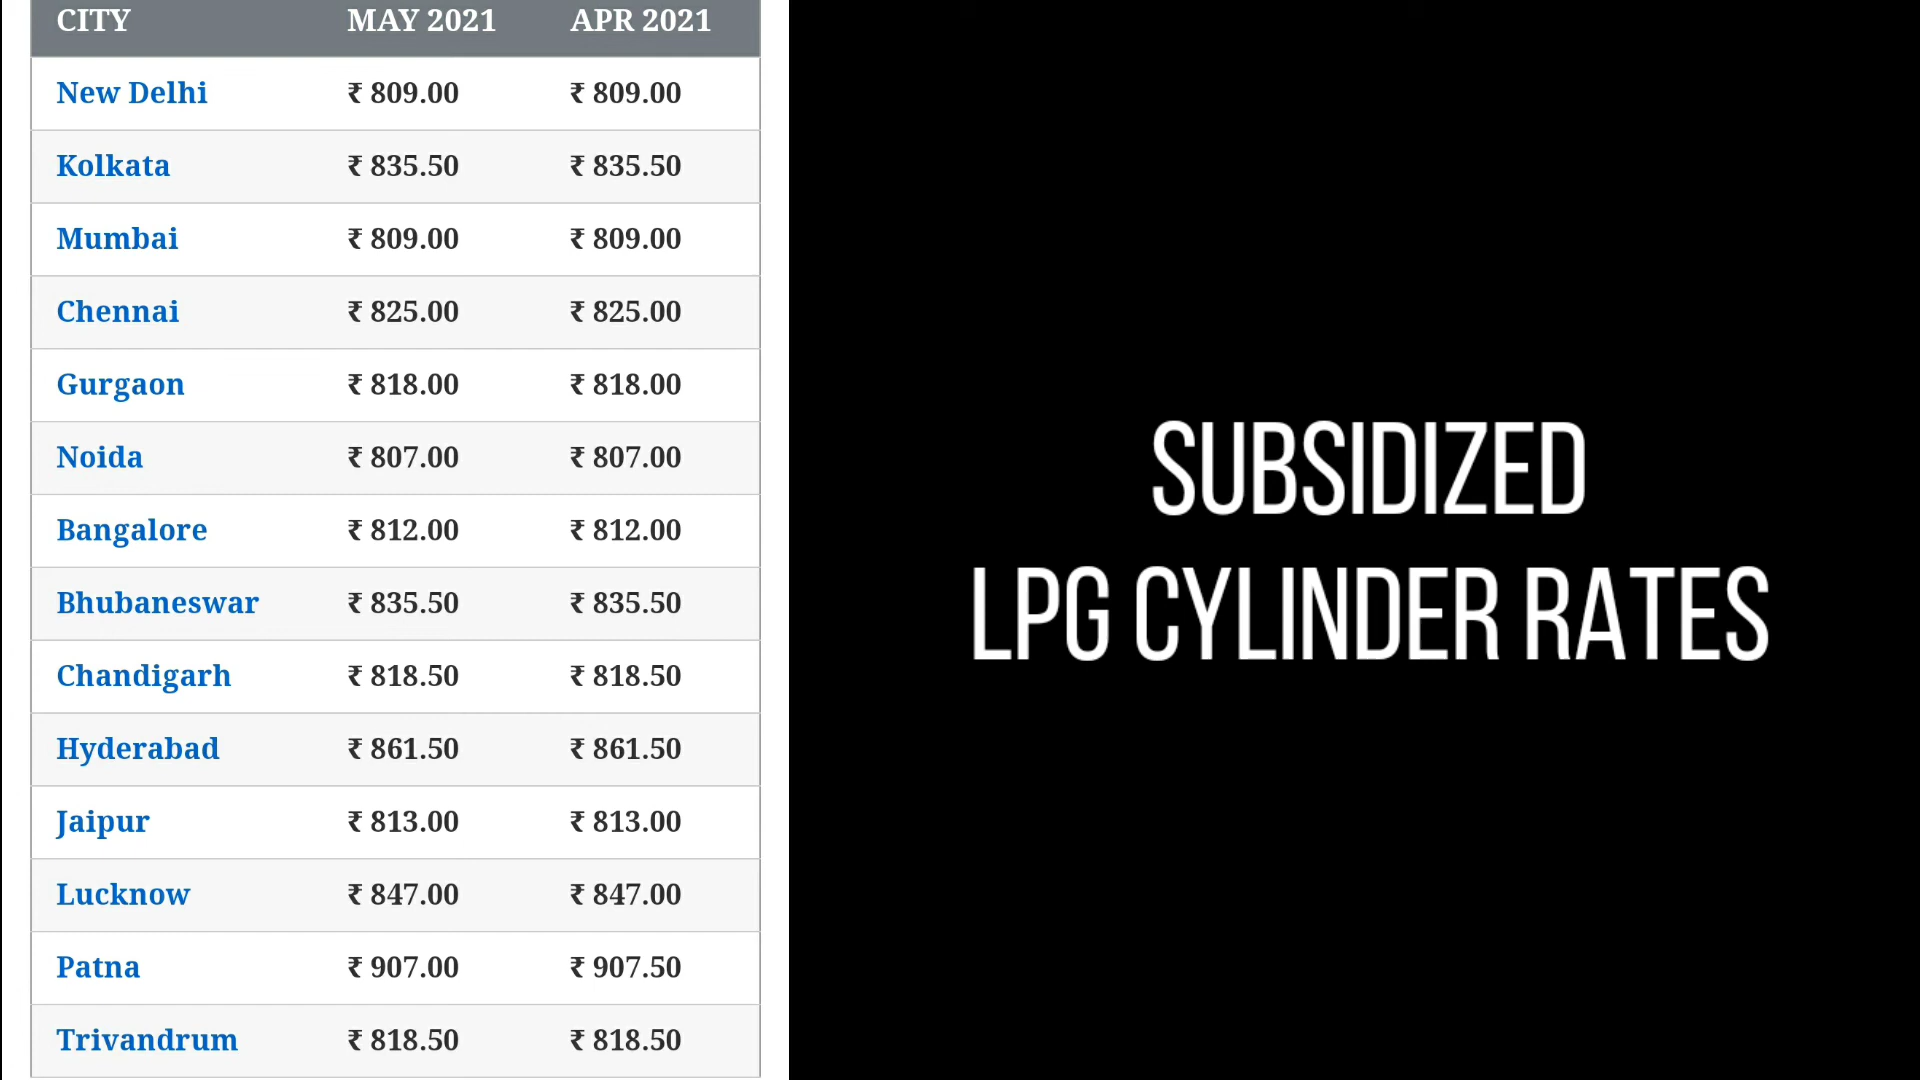 CITY MAY 2021 APR 2021
New Delhi ₹ 809.00 ₹ 809.00
Kolkata ₹ 835.50 ₹ 835.50
Mumbai ₹ 809.00 ₹ 809.00
Chennai ₹ 825.00 ₹ 825.00
Gurgaon ₹ 818.00 ₹ 818.00
Noida ₹ 807.00 ₹ 807.00
Bangalore ₹ 812.00 ₹ 812.00
Bhubaneswar ₹ 835.50 ₹ 835.50
Chandigarh ₹ 818.50 ₹ 818.50
Hyderabad ₹ 861.50 ₹ 861.50
Jaipur ₹ 813.00 ₹ 813.00
Lucknow ₹ 847.00 ₹ 847.00
Patna ₹ 907.00 ₹ 907.50
Trivandrum ₹ 818.50 ₹ 818.50
SUBSIDIZED
LPG CYLINDER RATES